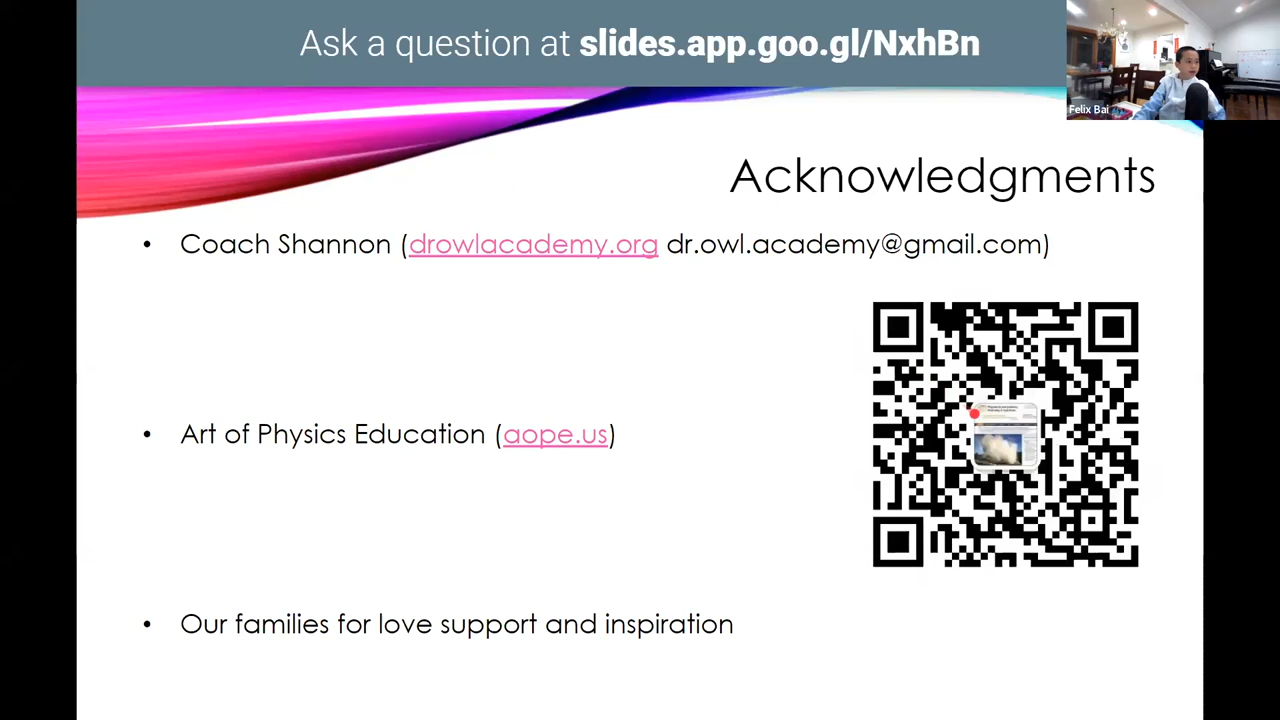 Ask a question at slides.app.goo.gl/NxhBn
Felix Bai
Acknowledgments
• Coach Shannon (drowlacademy.org dr.owl.academy@gmail.com)
• Art of Physics Education (aope.us)
• Our families for love support and inspiration